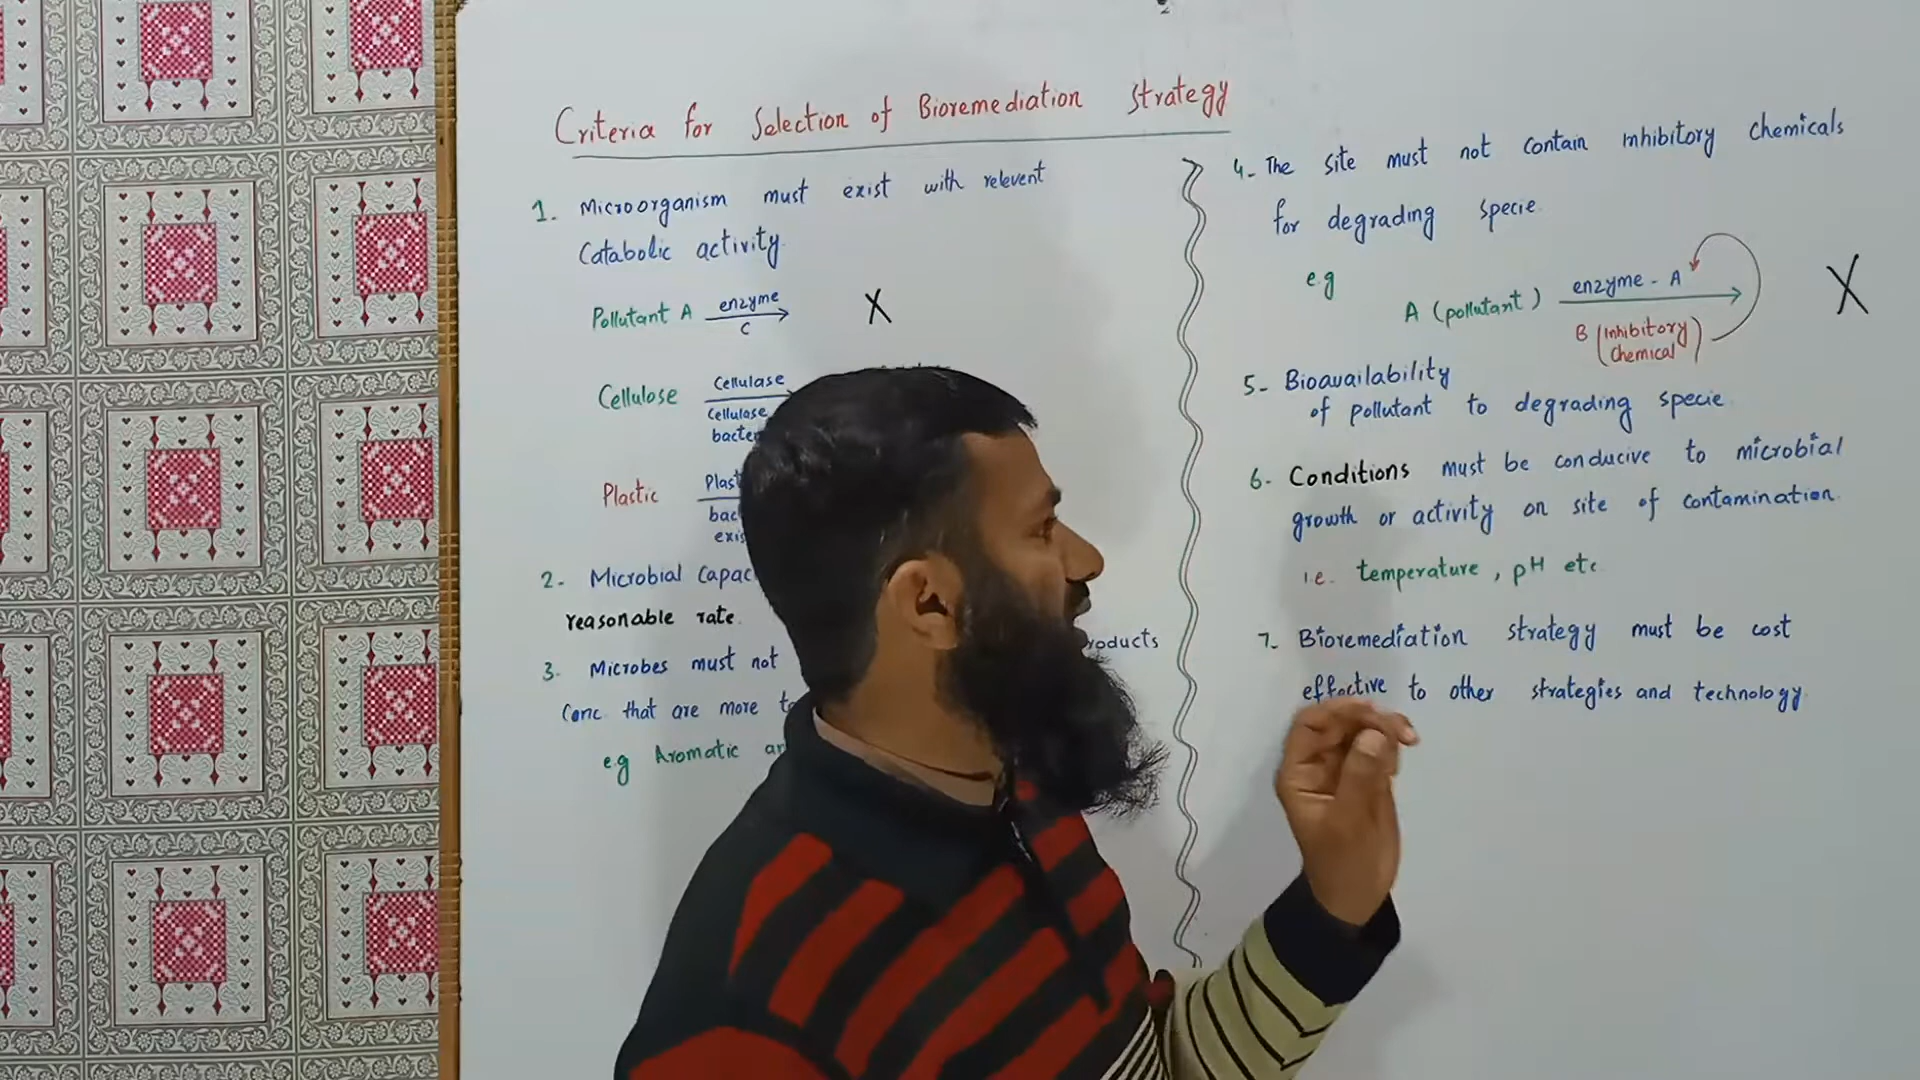 Criteria for Selection of Bioremediation Strategy
1. Microorganism must exist with relevent
Catabolic activity.
Pollutant A enzyme
C
X
Cellulose Cellulase
Cellulose
Plastic
2- Microbial
reasonable rate.
3. Microbes must not
roducts
Conc. that are more
e.g Aromatic
4- The site must not contain inhibitory chemicals
for degrading specie.
e.g
A (pollutant) enzyme - A
B (inhibitory
chemical)
X
5- Bioavailability
of pollutant to degrading specie.
6- Conditions must be conducive to microbial
growth or activity on site of contamination.
i.e. temperature, pH etc
7- Bioremediation strategy must be cost
effective to other strategies and technology.